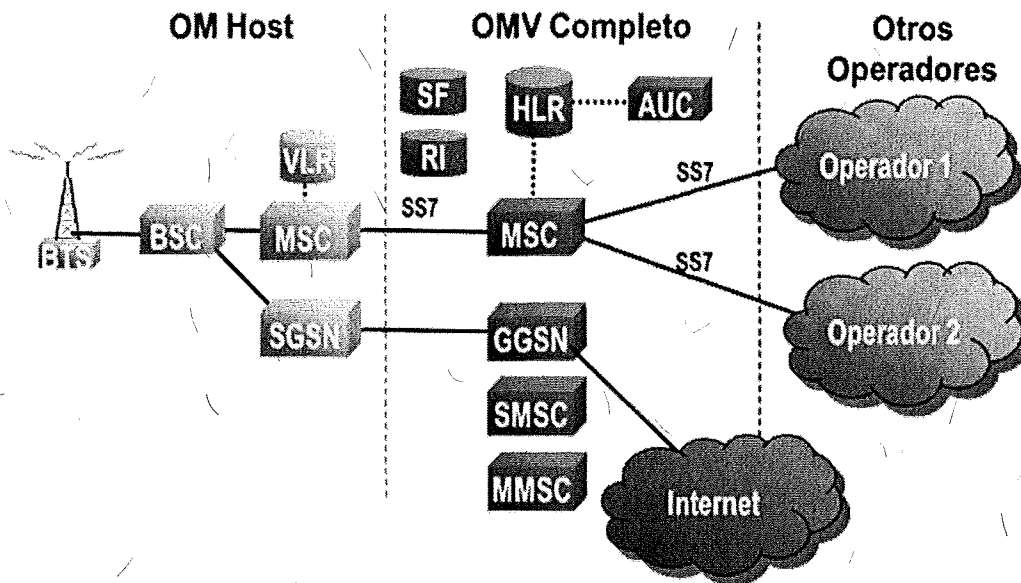 OM Host
OMV Completo
Otros
Operadores
SF
HLR
AUC
RI
VLR
Operador 1
SS7
SS7
BTS
BSC
MSC
MSC
SS7
Operador 2
SGSN
GGSN
SMSC
MMSC
Internet